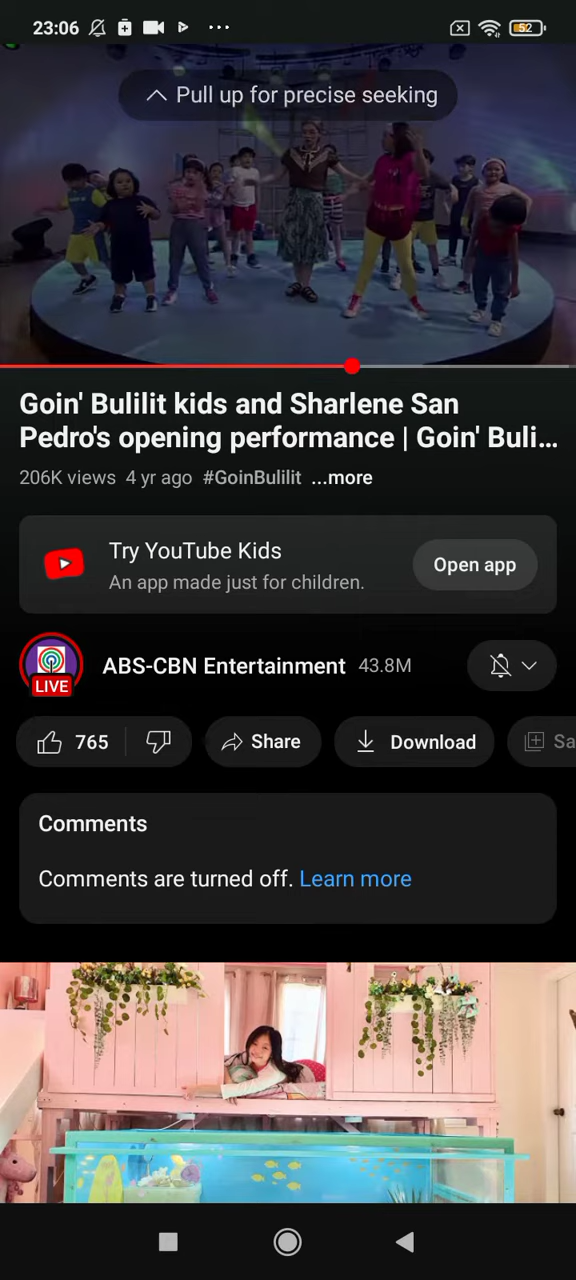 23:06
52
Pull up for precise seeking
Goin' Bulilit kids and Sharlene San
Pedro's opening performance | Goin' Buli...
206K views 4 yr ago #GoinBulilit ...more
Try YouTube Kids
An app made just for children.
Open app
ABS-CBN Entertainment 43.8M
LIVE
765 Share Download Sa
Comments
Comments are turned off. Learn more